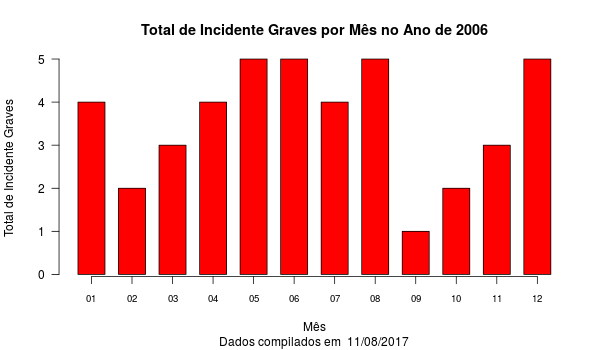 Total de Incidente Graves por Mês no Ano de 2006
Total de Incidente Graves
5
4
3
2
1
0
01 02 03 04 05 06 07 08 09 10 11 12
Mês
Dados compilados em 11/08/2017